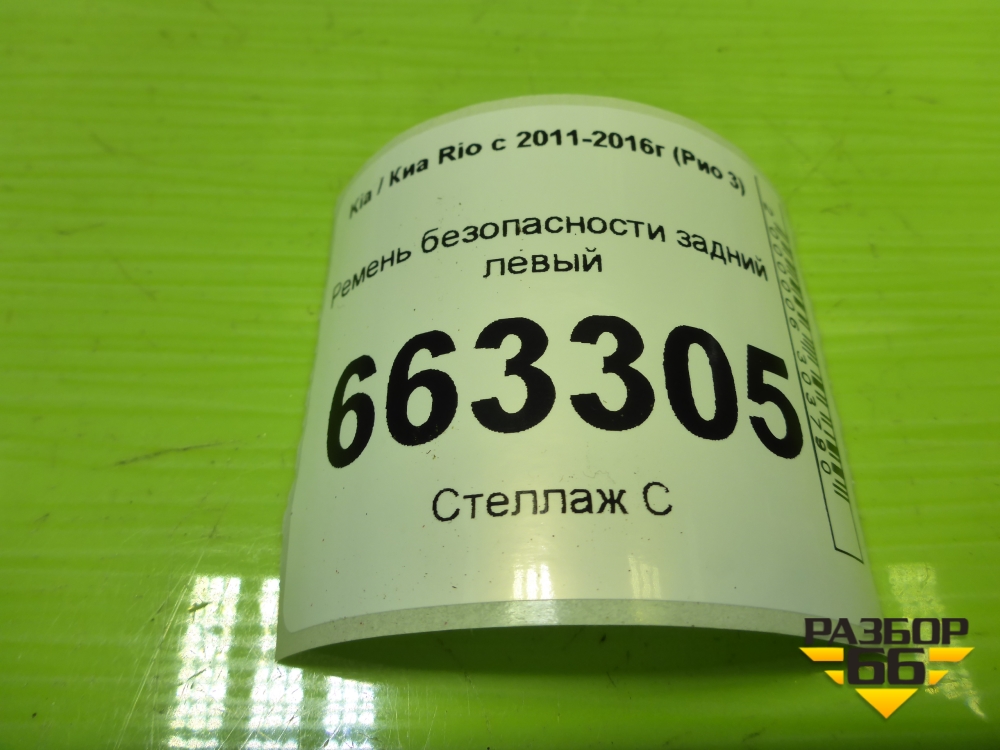 Kia / Киа Rio с 2011-2016г (Рио 3)
Ремень безопасности задний
левый
663305
Стеллаж С
РАЗБОР
66